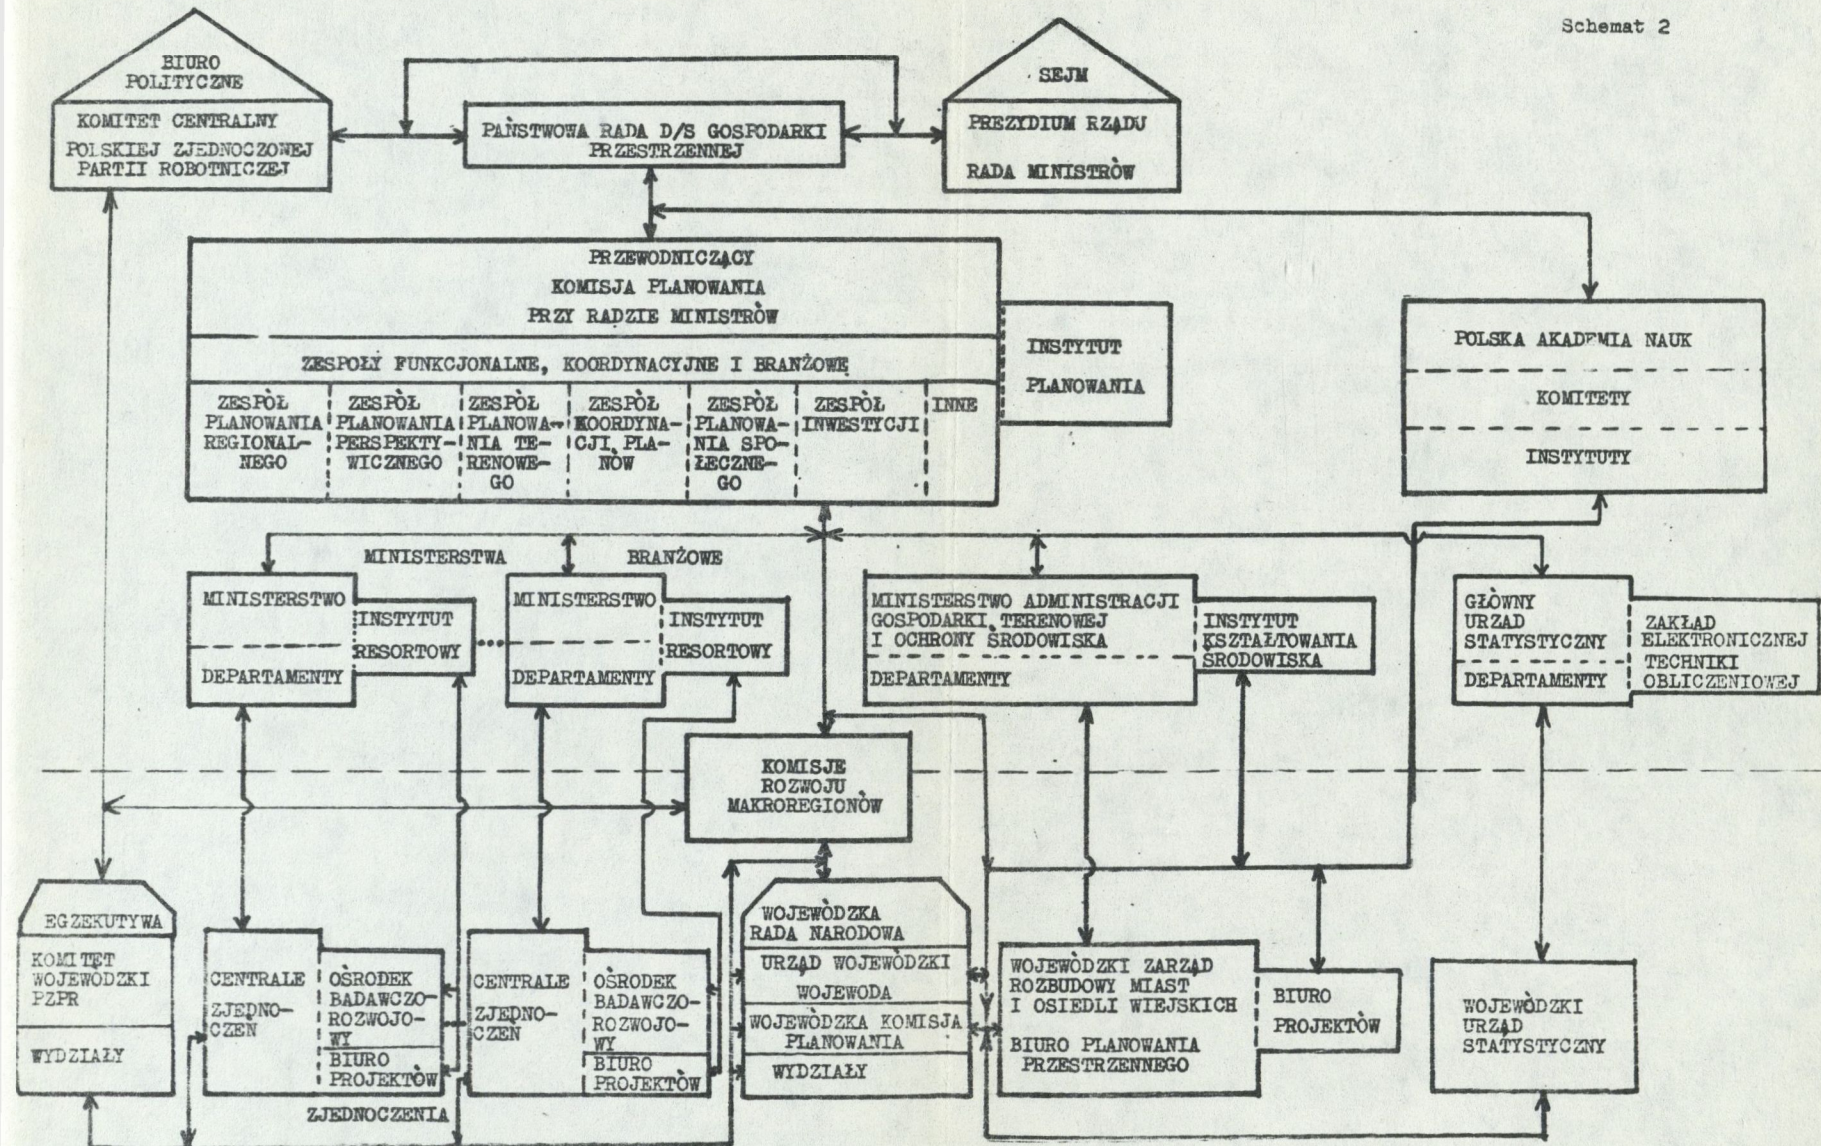 Schemat 2
BIURO
POLITYCZNE
KOMITET CENTRALNY
POLSKIEJ ZJEDNOCZONEJ
PARTII ROBOTNICZEJ
PAŃSTWOWA RADA D/S GOSPODARKI
PRZESTRZENNEJ
SEJM
PREZYDIUM RZĄDU
RADA MINISTRÓW
PRZEWODNICZĄCY
KOMISJA PLANOWANIA
PRZY RADZIE MINISTRÓW
ZESPOŁY FUNKCJONALNE, KOORDYNACYJNE I BRANŻOWE
ZESPÓŁ
PLANOWANIA
REGIONAL-
NEGO
ZESPÓŁ
PLANOWANIA
PERSPEKTY-
WICZNEGO
ZESPÓŁ
PLANOWA-
NIA TE-
RENOWE-
GO
ZESPÓŁ
KOORDYNA-
CJI PLA-
NÓW
ZESPÓŁ
PLANOWA-
NIA SPO-
ŁECZNE-
GO
ZESPÓŁ
INWESTYCJI
INNE
INSTYTUT
PLANOWANIA
POLSKA AKADEMIA NAUK
KOMITETY
INSTYTUTY
MINISTERSTWA BRANŻOWE
MINISTERSTWO
DEPARTAMENTY
INSTYTUT
RESORTOWY
MINISTERSTWO
DEPARTAMENTY
INSTYTUT
RESORTOWY
MINISTERSTWO ADMINISTRACJI
GOSPODARKI TERENOWEJ
I OCHRONY ŚRODOWISKA
DEPARTAMENTY
INSTYTUT
KSZTAŁTOWANIA
ŚRODOWISKA
GŁÓWNY
URZĄD
STATYSTYCZNY
DEPARTAMENTY
ZAKŁAD
ELEKTRONICZNEJ
TECHNIKI
OBLICZENIOWEJ
KOMISJE
ROZWOJU
MAKROREGIONÓW
EGZEKUTYWA
KOMITET
WOJEWÓDZKI
PZPR
WYDZIAŁY
CENTRALE
ZJEDNO-
CZEŃ
OŚRODEK
BADAWCZO-
ROZWOJO-
WY
BIURO
PROJEKTÓW
CENTRALE
ZJEDNO-
CZEŃ
OŚRODEK
BADAWCZO-
ROZWOJO-
WY
BIURO
PROJEKTÓW
ZJEDNOCZENIA
WOJEWÓDZKA
RADA NARODOWA
URZĄD WOJEWÓDZKI
WOJEWODA
WOJEWÓDZKA KOMISJA
PLANOWANIA
WYDZIAŁY
WOJEWÓDZKI ZARZĄD
ROZBUDOWY MIAST
I OSIEDLI WIEJSKICH
BIURO PLANOWANIA
PRZESTRZENNEGO
BIURO
PROJEKTÓW
WOJEWÓDZKI
URZĄD
STATYSTYCZNY